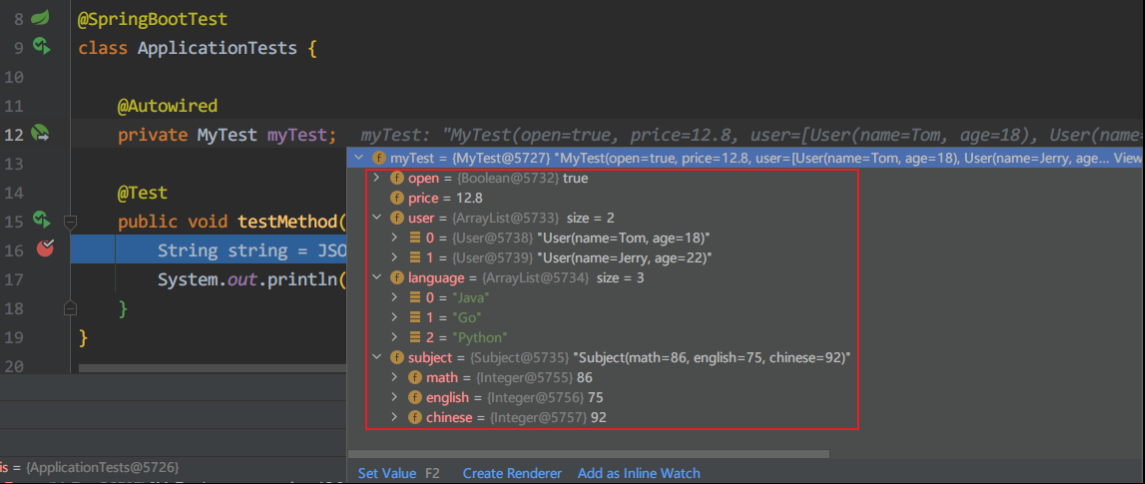 8 @SpringBootTest
9 class ApplicationTests {
10
11 @Autowired
12 private MyTest myTest; myTest: "MyTest(open=true, price=12.8, user=[User(name=Tom, age=18), User(name=
13 myTest = {MyTest@5727} "MyTest(open=true, price=12.8, user=[User(name=Tom, age=18), User(name=Jerry, age... View
open = {Boolean@5732} true
14 @Test price = 12.8
15 public void testMethod( user = {ArrayList@5733} size = 2
0 = {User@5738} "User(name=Tom, age=18)"
16 String string = JSO
1 = {User@5739} "User(name=Jerry, age=22)"
17 System.out.println( language = {ArrayList@5734} size = 3
0 = "Java"
18 } 1 = "Go"
19 } 2 = "Python"
20 subject = {Subject@5735} "Subject(math=86, english=75, chinese=92)"
math = {Integer@5755} 86
english = {Integer@5756} 75
chinese = {Integer@5757} 92
is = {ApplicationTests@5726}
Set Value F2 Create Renderer Add as Inline Watch